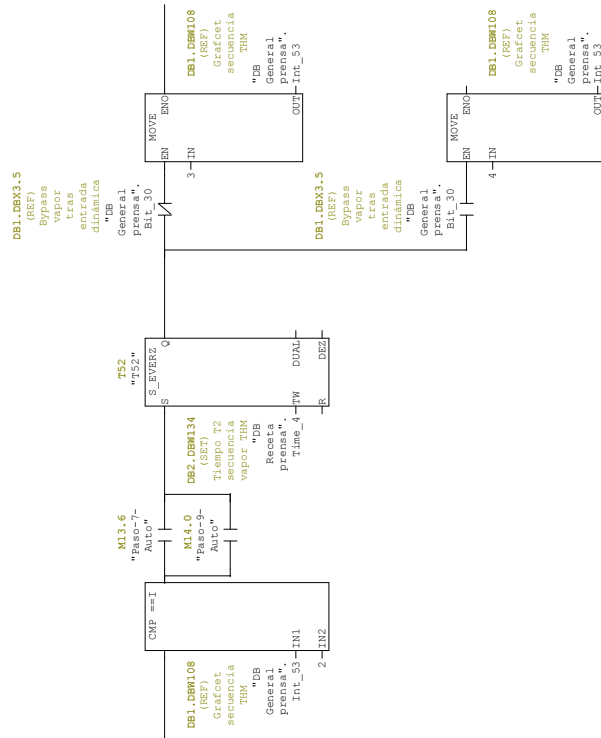 DB1.DBW108
(REF)
Grafcet
secuencia
THM
"DB
General
prensa".
Int_53
CMP ==I
IN1
2
IN2
M13.6
"Paso-7-
Auto"
M14.0
"Paso-9-
Auto"
T52
"T52"
S_EVERZ
S
Q
DB2.DBW134
(SET)
Tiempo T2
secuencia
vapor THM
"DB
Receta
prensa".
Time_4
TW
DUAL
R
DEZ
DB1.DBX3.5
(REF)
Bypass
vapor
tras
entrada
dinámica
"DB
General
prensa".
Bit_30
MOVE
EN
ENO
3
IN
OUT
DB1.DBW108
(REF)
Grafcet
secuencia
THM
"DB
General
prensa".
Int_53
DB1.DBX3.5
(REF)
Bypass
vapor
tras
entrada
dinámica
"DB
General
prensa".
Bit_30
MOVE
EN
ENO
4
IN
OUT
DB1.DBW108
(REF)
Grafcet
secuencia
THM
"DB
General
prensa".
Int_53